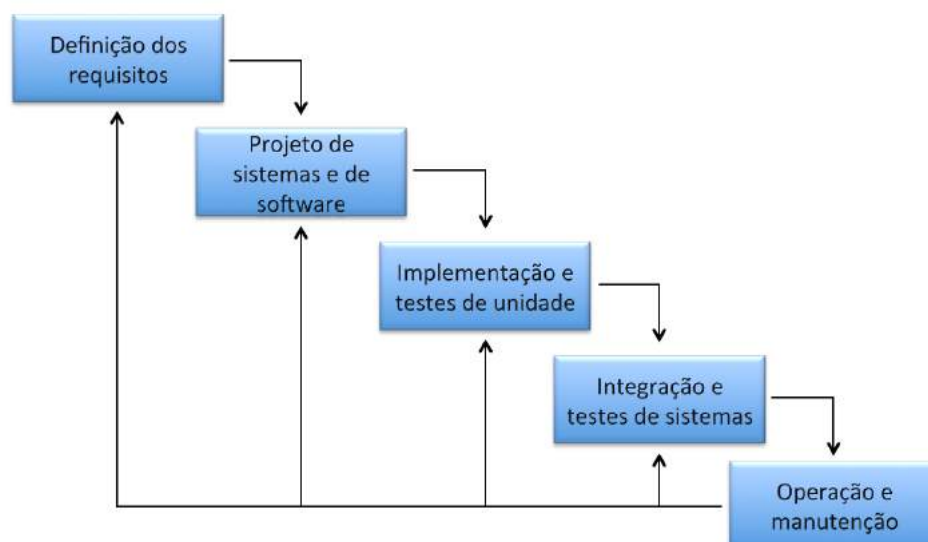 Definição dos
requisitos
Projeto de
sistemas e de
software
Implementação e
testes de unidade
Integração e
testes de sistemas
Operação e
manutenção